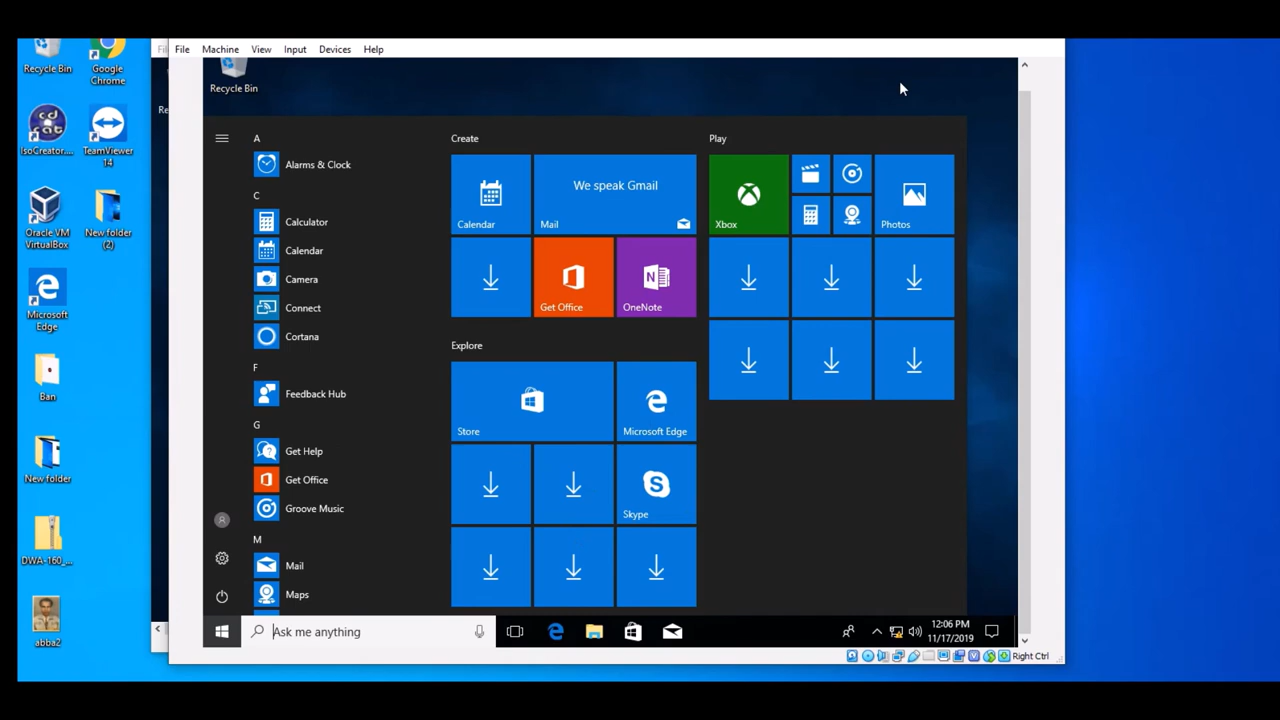 Recycle Bin
Google
Chrome
IsoCreator....
TeamViewer
14
Oracle VM
VirtualBox
New folder
(2)
Microsoft
Edge
Ban
New folder
DWA-160_...
abba2
Fil
Re
File Machine View Input Devices Help
Recycle Bin
A
Alarms & Clock
C
Calculator
Calendar
Camera
Connect
Cortana
F
Feedback Hub
G
Get Help
Get Office
Groove Music
M
Mail
Maps
Create
Calendar
We speak Gmail
Mail
Get Office
OneNote
Explore
Store
Microsoft Edge
Skype
Play
Xbox
Photos
Ask me anything
12:06 PM
11/17/2019
Right Ctrl